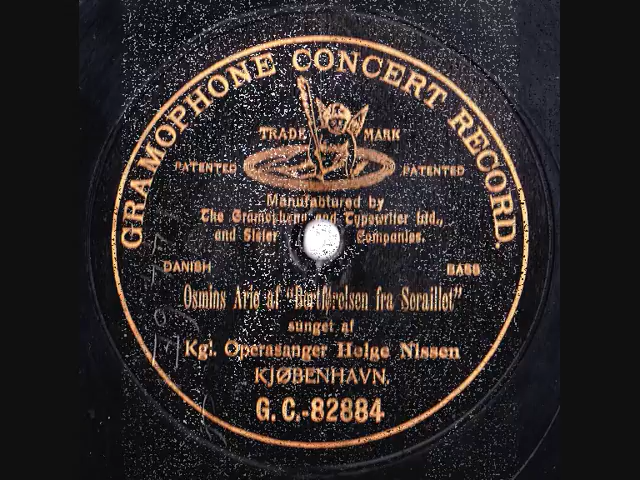 GRAMOPHONE CONCERT RECORD.
TRADE MARK
PATENTED PATENTED
Manufactured by
The Gramophone and Typewriter Ltd.,
and Sister Companies.
DANISH BASS
Osmins Arie af "Bortførelsen fra Seraillet"
sunget af
Kgl. Operasanger Helge Nissen
KJØBENHAVN.
G.C.-82884